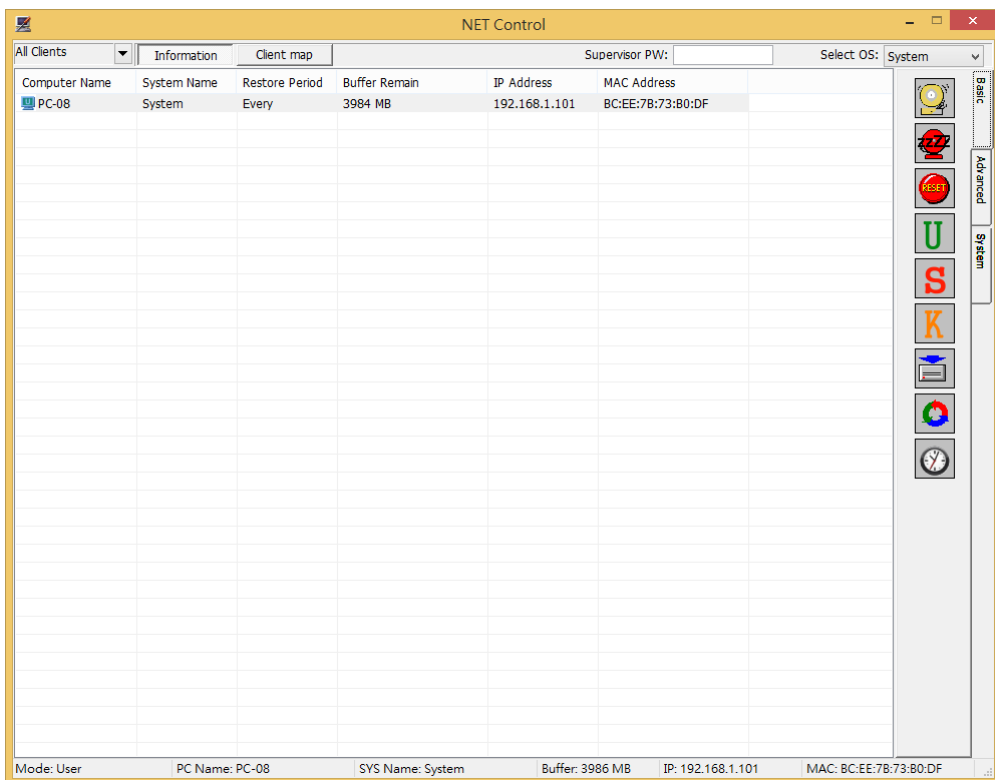 NET Control
All Clients Information Client map Supervisor PW: Select OS: System
Computer Name System Name Restore Period Buffer Remain IP Address MAC Address
U PC-08 System Every 3984 MB 192.168.1.101 BC:EE:7B:73:B0:DF
Basic
Advanced
System
zzZZ
RESET
U
S
K
Mode: User PC Name: PC-08 SYS Name: System Buffer: 3986 MB IP: 192.168.1.101 MAC: BC:EE:7B:73:B0:DF